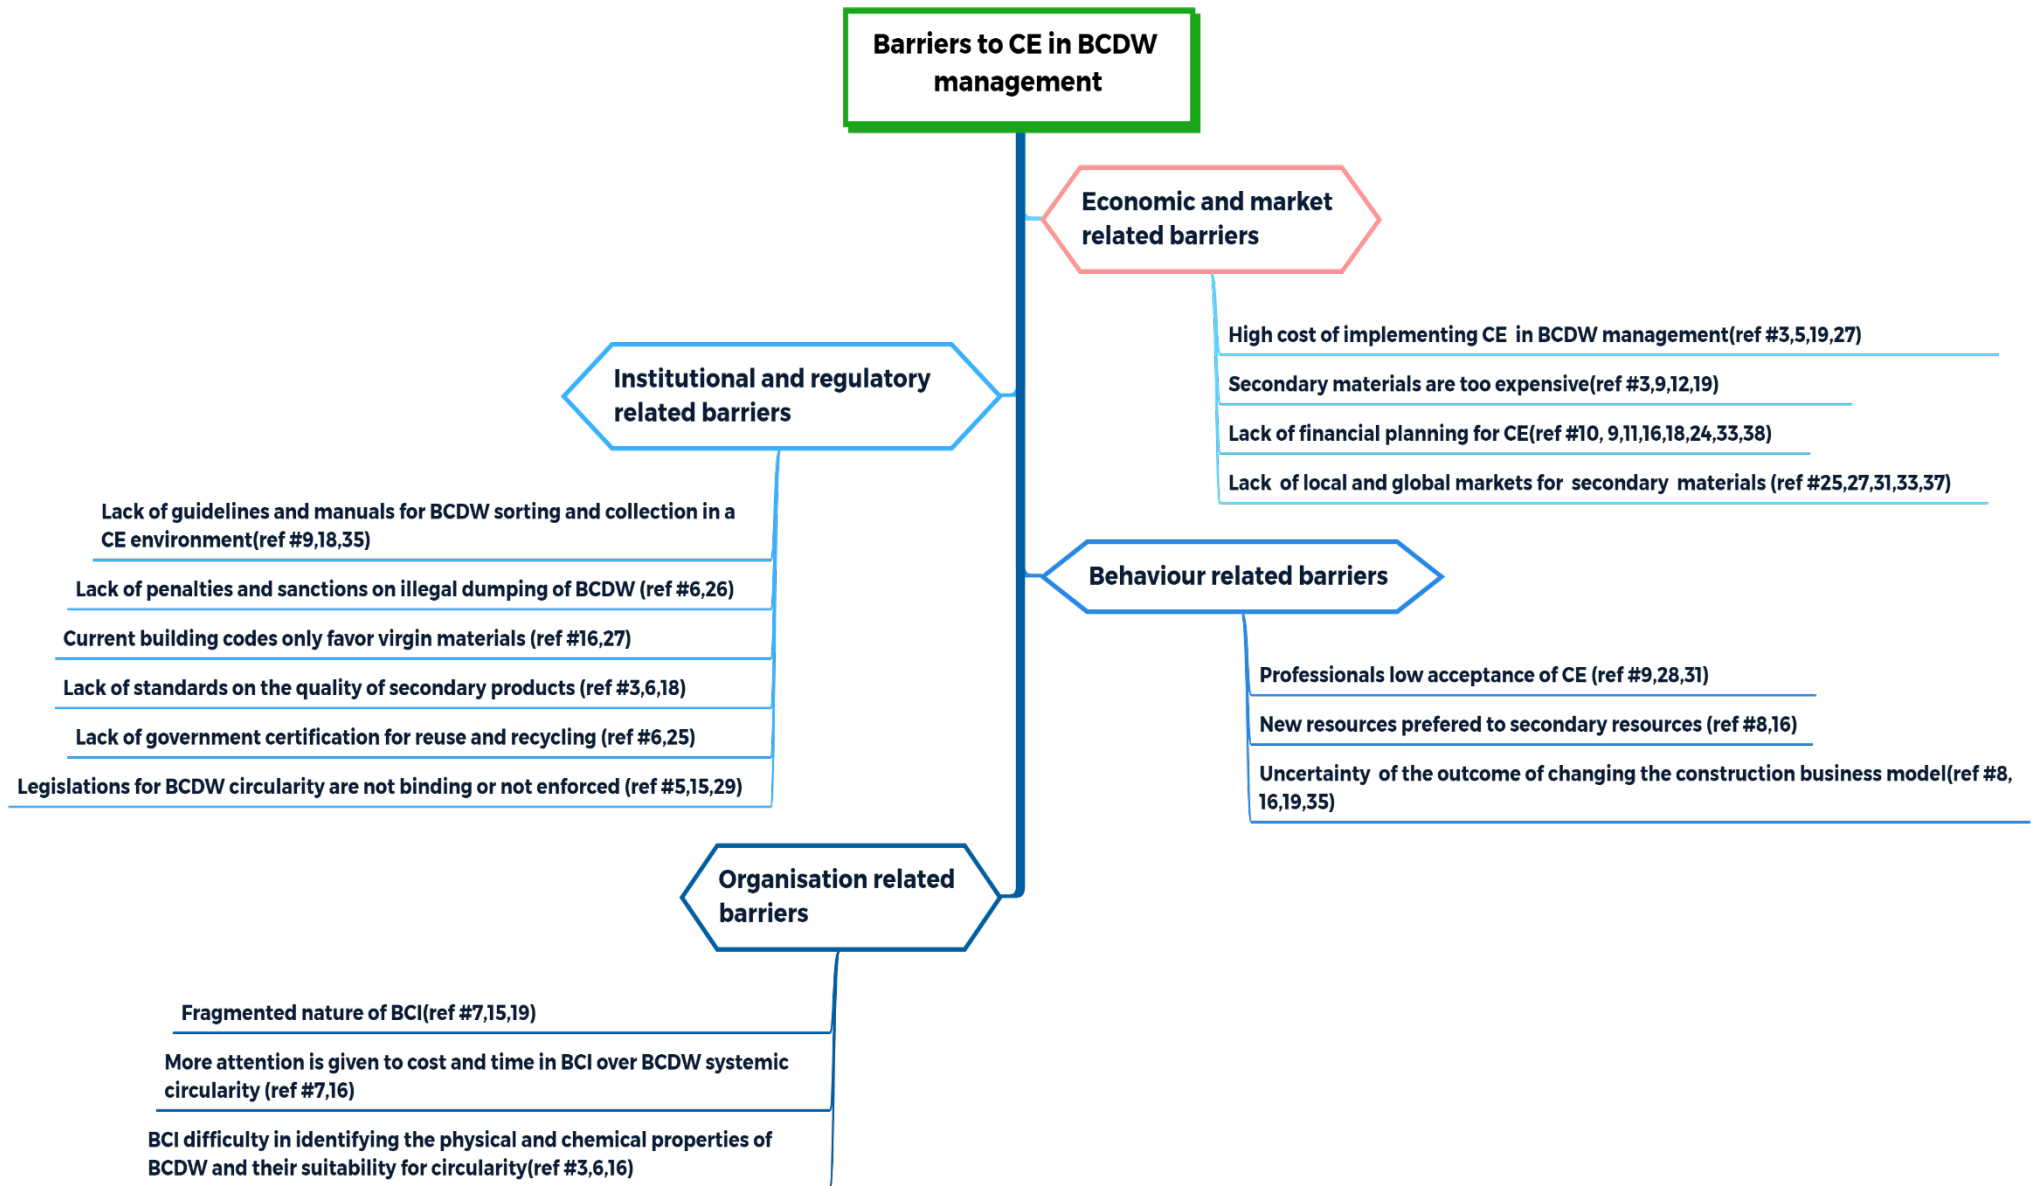 Barriers to CE in BCDW
management
Economic and market
related barriers
High cost of implementing CE  in BCDW management(ref #3,5,19,27)
Secondary materials are too expensive(ref #3,9,12,19)
Lack of financial planning for CE(ref #10, 9,11,16,18,24,33,38)
Lack  of local and global markets for  secondary  materials (ref #25,27,31,33,37)
Institutional and regulatory
related barriers
Lack of guidelines and manuals for BCDW sorting and collection in a
CE environment(ref #9,18,35)
Lack of penalties and sanctions on illegal dumping of BCDW (ref #6,26)
Current building codes only favor virgin materials (ref #16,27)
Lack of standards on the quality of secondary products (ref #3,6,18)
Lack of government certification for reuse and recycling (ref #6,25)
Legislations for BCDW circularity are not binding or not enforced (ref #5,15,29)
Behaviour related barriers
Professionals low acceptance of CE (ref #9,28,31)
New resources prefered to secondary resources (ref #8,16)
Uncertainty  of the outcome of changing the construction business model(ref #8,
16,19,35)
Organisation related
barriers
Fragmented nature of BCI(ref #7,15,19)
More attention is given to cost and time in BCI over BCDW systemic
circularity (ref #7,16)
BCI difficulty in identifying the physical and chemical properties of
BCDW and their suitability for circularity(ref #3,6,16)